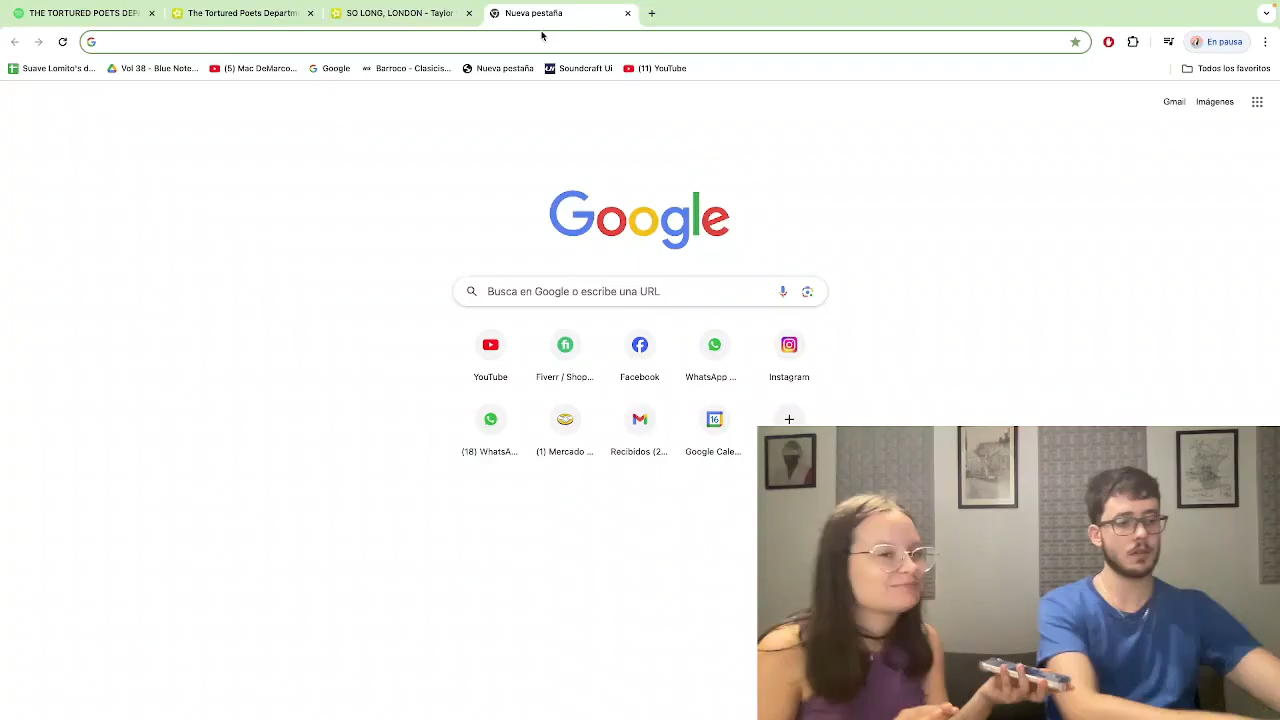 THE TORTURED POETS DEPA
The Tortured Poets Departm
SO LONG, LONDON - Taylor
Nueva pestaña
En pausa
Suave Lomito's d...
Vol 38 - Blue Note...
(5) Mac DeMarco...
Google
Barroco - Clasicis...
Nueva pestaña
Soundcraft Ui
(11) YouTube
Todos los favoritos
Gmail
Imágenes
Google
Busca en Google o escribe una URL
YouTube
Fiverr / Shop...
Facebook
WhatsApp ...
Instagram
16
(18) WhatsA...
(1) Mercado ...
Recibidos (2...
Google Cale...